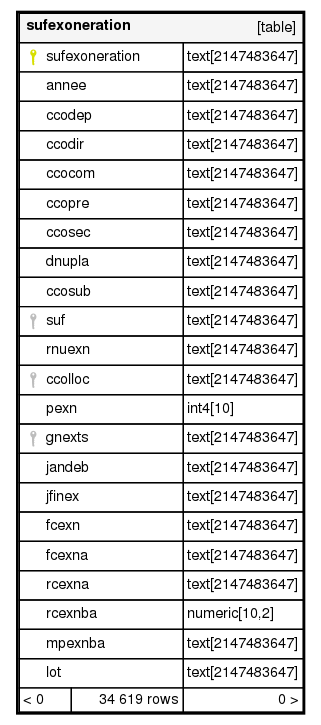 sufexoneration [table]
sufexoneration text[2147483647]
annee text[2147483647]
ccodep text[2147483647]
ccodir text[2147483647]
ccocom text[2147483647]
ccopre text[2147483647]
ccosec text[2147483647]
dnupla text[2147483647]
ccosub text[2147483647]
suf text[2147483647]
rnuexn text[2147483647]
ccolloc text[2147483647]
pexn int4[10]
gnexts text[2147483647]
jandeb text[2147483647]
jfinex text[2147483647]
fcexn text[2147483647]
fcexna text[2147483647]
rcexna text[2147483647]
rcexnba numeric[10,2]
mpexnba text[2147483647]
lot text[2147483647]
< 0 34 619 rows 0 >